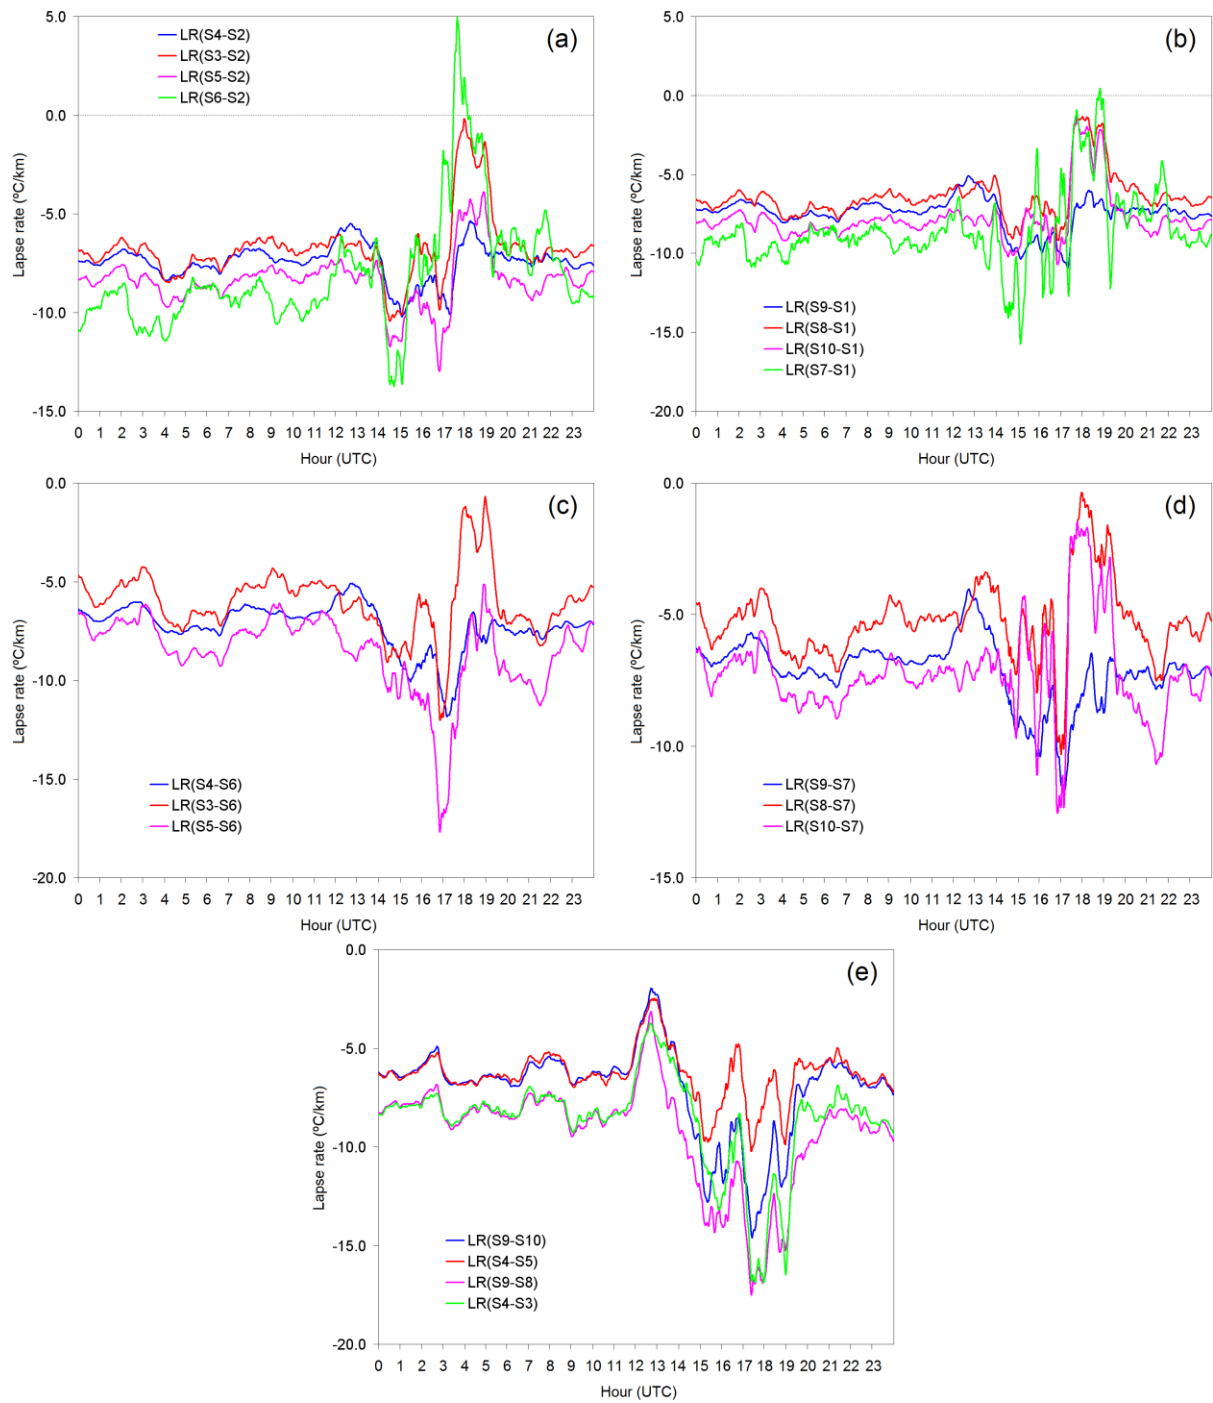 (a)
LR(S4-S2)
LR(S3-S2)
LR(S5-S2)
LR(S6-S2)
5.0
0.0
-5.0
-10.0
-15.0
Lapse rate (ºC/km)
0 1 2 3 4 5 6 7 8 9 10 11 12 13 14 15 16 17 18 19 20 21 22 23
Hour (UTC)
(b)
5.0
0.0
-5.0
-10.0
-15.0
-20.0
Lapse rate (ºC/km)
LR(S9-S1)
LR(S8-S1)
LR(S10-S1)
LR(S7-S1)
0 1 2 3 4 5 6 7 8 9 10 11 12 13 14 15 16 17 18 19 20 21 22 23
Hour (UTC)
(c)
0.0
-5.0
-10.0
-15.0
-20.0
Lapse rate (ºC/km)
LR(S4-S6)
LR(S3-S6)
LR(S5-S6)
0 1 2 3 4 5 6 7 8 9 10 11 12 13 14 15 16 17 18 19 20 21 22 23
Hour (UTC)
(d)
0.0
-5.0
-10.0
-15.0
Lapse rate (ºC/km)
LR(S9-S7)
LR(S8-S7)
LR(S10-S7)
0 1 2 3 4 5 6 7 8 9 10 11 12 13 14 15 16 17 18 19 20 21 22 23
Hour (UTC)
(e)
0.0
-5.0
-10.0
-15.0
-20.0
Lapse rate (ºC/km)
LR(S9-S10)
LR(S4-S5)
LR(S9-S8)
LR(S4-S3)
0 1 2 3 4 5 6 7 8 9 10 11 12 13 14 15 16 17 18 19 20 21 22 23
Hour (UTC)